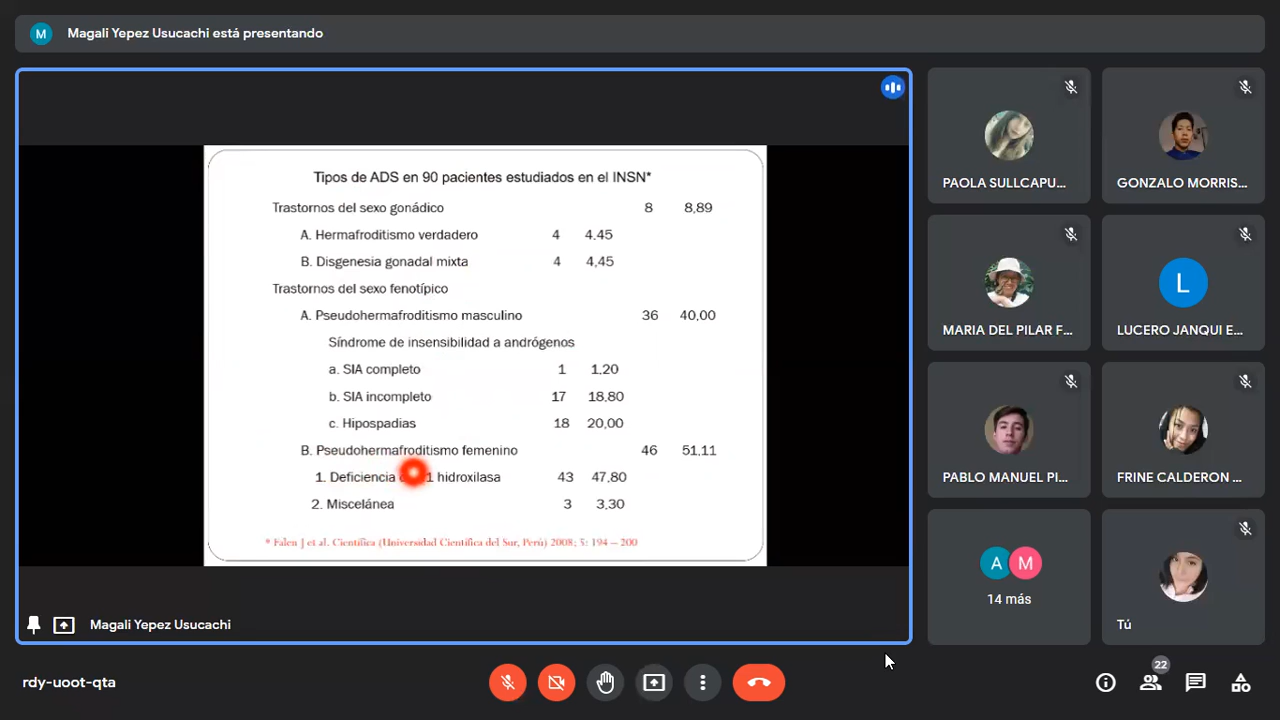 M Magali Yepez Usucachi está presentando
Tipos de ADS en 90 pacientes estudiados en el INSN*
Trastornos del sexo gonádico 8 8,89
A. Hermafroditismo verdadero 4 4.45
B. Disgenesia gonadal mixta 4 4,45
Trastornos del sexo fenotípico
A. Pseudohermafroditismo masculino 36 40,00
Síndrome de insensibilidad a andrógenos
a. SIA completo 1 1.20
b. SIA incompleto 17 18.80
c. Hipospadias 18 20,00
B. Pseudohermafroditismo femenino 46 51,11
1. Deficiencia 1 hidroxilasa 43 47.80
2. Miscelánea 3 3,30
* Falen J et al. Científica (Universidad Científica del Sur, Perú) 2008; 5: 194 – 200
Magali Yepez Usucachi
PAOLA SULLCAPU...
GONZALO MORRIS...
MARIA DEL PILAR F...
L
LUCERO JANQUI E...
PABLO MANUEL PI...
FRINE CALDERON ...
A M
14 más
Tú
rdy-uoot-qta
22